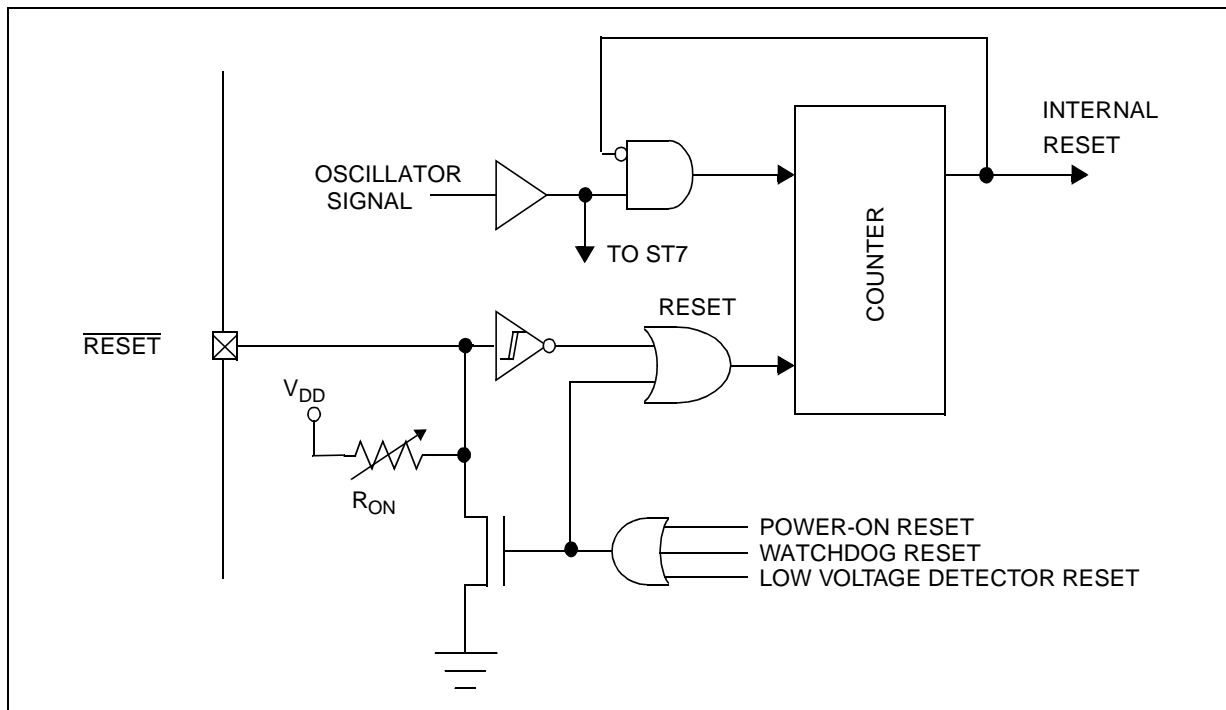 INTERNAL
RESET
OSCILLATOR
SIGNAL
TO ST7
COUNTER
RESET
RESET
VDD
RON
POWER-ON RESET
WATCHDOG RESET
LOW VOLTAGE DETECTOR RESET